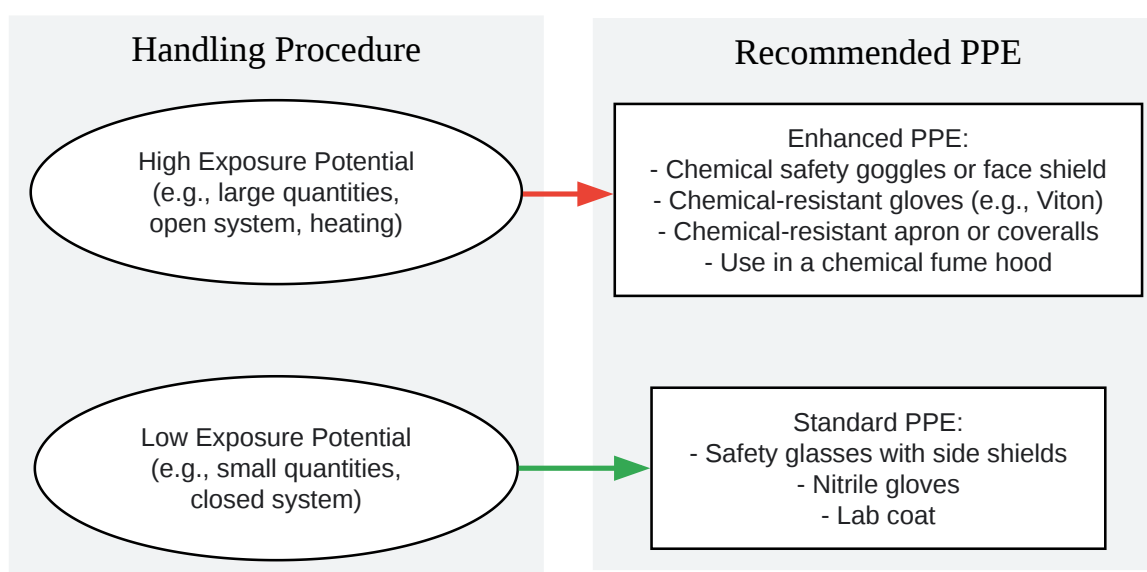 Handling Procedure
High Exposure Potential
(e.g., large quantities,
open system, heating)
Low Exposure Potential
(e.g., small quantities,
closed system)
Recommended PPE
Enhanced PPE:
- Chemical safety goggles or face shield
- Chemical-resistant gloves (e.g., Viton)
- Chemical-resistant apron or coveralls
- Use in a chemical fume hood
Standard PPE:
- Safety glasses with side shields
- Nitrile gloves
- Lab coat